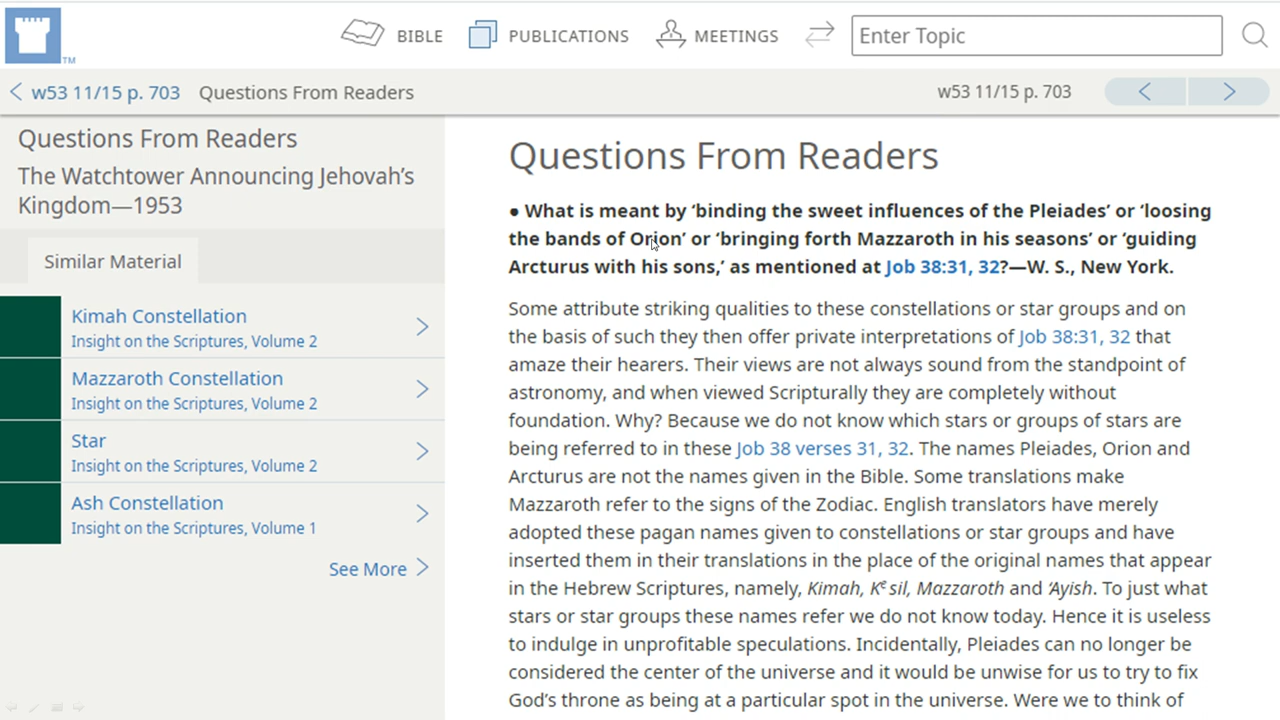 BIBLE
PUBLICATIONS
MEETINGS
Enter Topic
TM
w53 11/15 p. 703 Questions From Readers
w53 11/15 p. 703
Questions From Readers
The Watchtower Announcing Jehovah’s
Kingdom—1953
Similar Material
Kimah Constellation
Insight on the Scriptures, Volume 2
Mazzaroth Constellation
Insight on the Scriptures, Volume 2
Star
Insight on the Scriptures, Volume 2
Ash Constellation
Insight on the Scriptures, Volume 1
See More
Questions From Readers
● What is meant by ‘binding the sweet influences of the Pleiades’ or ‘loosing
the bands of Orion’ or ‘bringing forth Mazzaroth in his seasons’ or ‘guiding
Arcturus with his sons,’ as mentioned at Job 38:31, 32?—W. S., New York.
Some attribute striking qualities to these constellations or star groups and on
the basis of such they then offer private interpretations of Job 38:31, 32 that
amaze their hearers. Their views are not always sound from the standpoint of
astronomy, and when viewed Scripturally they are completely without
foundation. Why? Because we do not know which stars or groups of stars are
being referred to in these Job 38 verses 31, 32. The names Pleiades, Orion and
Arcturus are not the names given in the Bible. Some translations make
Mazzaroth refer to the signs of the Zodiac. English translators have merely
adopted these pagan names given to constellations or star groups and have
inserted them in their translations in the place of the original names that appear
in the Hebrew Scriptures, namely, Kimah, Kᵉsil, Mazzaroth and ‘Ayish. To just what
stars or star groups these names refer we do not know today. Hence it is useless
to indulge in unprofitable speculations. Incidentally, Pleiades can no longer be
considered the center of the universe and it would be unwise for us to try to fix
God’s throne as being at a particular spot in the universe. Were we to think of